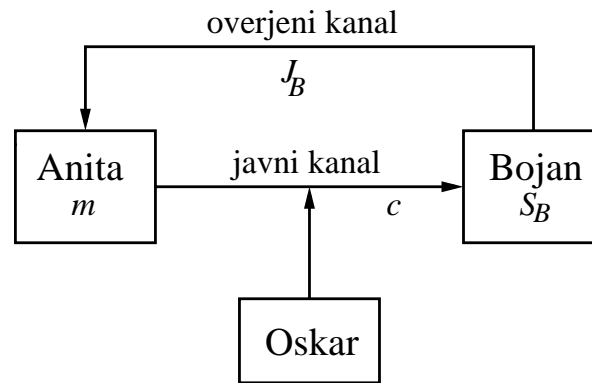 overjeni kanal
J_B
Anita
m
javni kanal
c
Bojan
S_B
Oskar